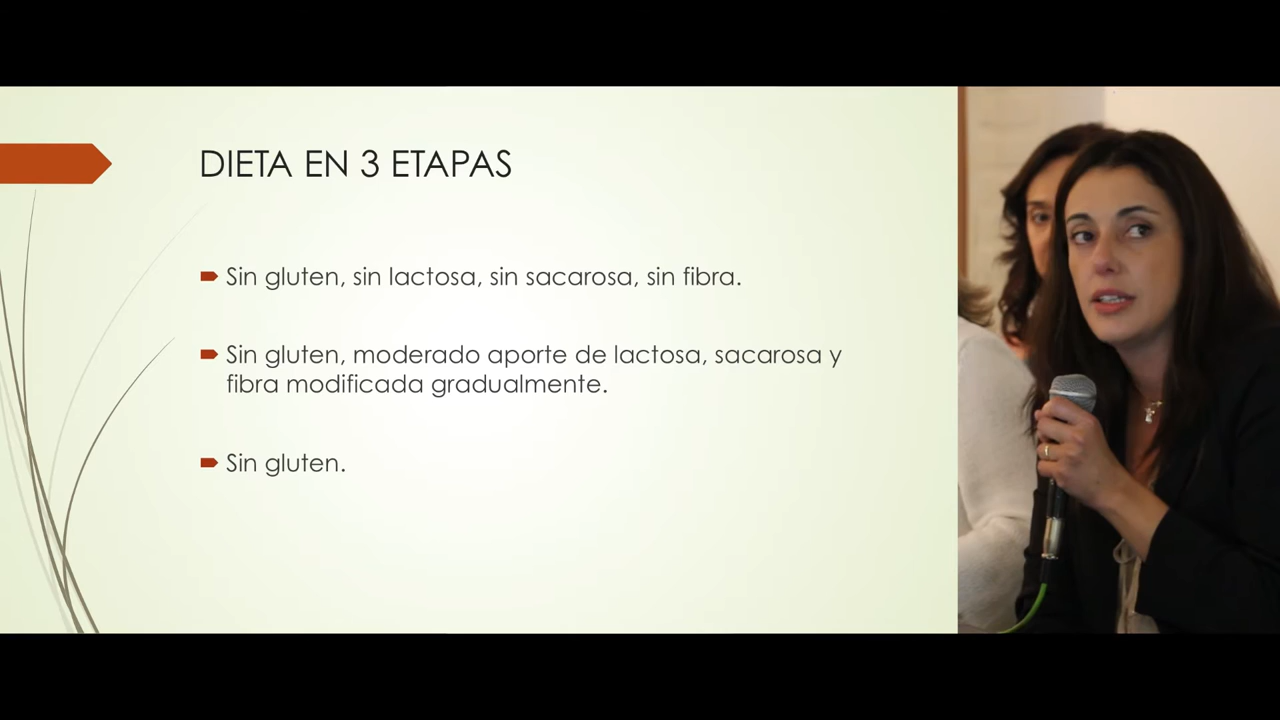 DIETA EN 3 ETAPAS
Sin gluten, sin lactosa, sin sacarosa, sin fibra.
Sin gluten, moderado aporte de lactosa, sacarosa y
fibra modificada gradualmente.
Sin gluten.